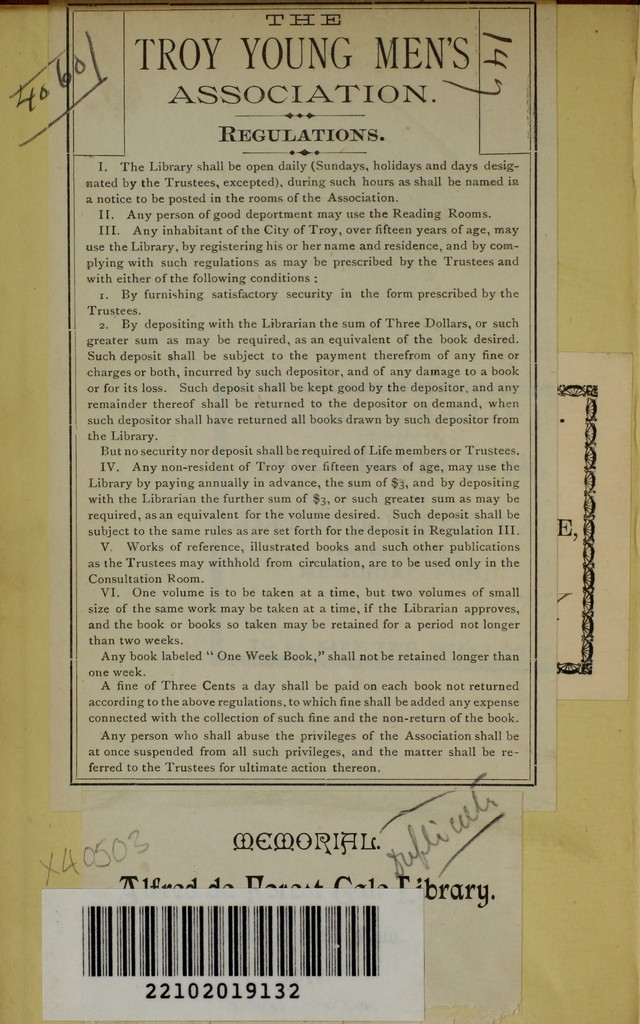 THE
TROY YOUNG MEN'S
ASSOCIATION.
40 601
147
REGULATIONS.
I. The Library shall be open daily (Sundays, holidays and days desig-
nated by the Trustees, excepted), during such hours as shall be named in
a notice to be posted in the rooms of the Association.
II. Any person of good deportment may use the Reading Rooms.
III. Any inhabitant of the City of Troy, over fifteen years of age, may
use the Library, by registering his or her name and residence, and by com-
plying with such regulations as may be prescribed by the Trustees and
with either of the following conditions :
1. By furnishing satisfactory security in the form prescribed by the
Trustees.
2. By depositing with the Librarian the sum of Three Dollars, or such
greater sum as may be required, as an equivalent of the book desired.
Such deposit shall be subject to the payment therefrom of any fine or
charges or both, incurred by such depositor, and of any damage to a book
or for its loss. Such deposit shall be kept good by the depositor, and any
remainder thereof shall be returned to the depositor on demand, when
such depositor shall have returned all books drawn by such depositor from
the Library.
But no security nor deposit shall be required of Life members or Trustees.
IV. Any non-resident of Troy over fifteen years of age, may use the
Library by paying annually in advance, the sum of $3, and by depositing
with the Librarian the further sum of $3, or such greater sum as may be
required, as an equivalent for the volume desired. Such deposit shall be
subject to the same rules as are set forth for the deposit in Regulation III.
V. Works of reference, illustrated books and such other publications
as the Trustees may withhold from circulation, are to be used only in the
Consultation Room.
VI. One volume is to be taken at a time, but two volumes of small
size of the same work may be taken at a time, if the Librarian approves,
and the book or books so taken may be retained for a period not longer
than two weeks.
Any book labeled " One Week Book," shall not be retained longer than
one week.
A fine of Three Cents a day shall be paid on each book not returned
according to the above regulations, to which fine shall be added any expense
connected with the collection of such fine and the non-return of the book.
Any person who shall abuse the privileges of the Association shall be
at once suspended from all such privileges, and the matter shall be re-
ferred to the Trustees for ultimate action thereon.
E,
MEMORIAL.
Duplicate
X40503
Alfred de Forest Gale Library.
22102019132